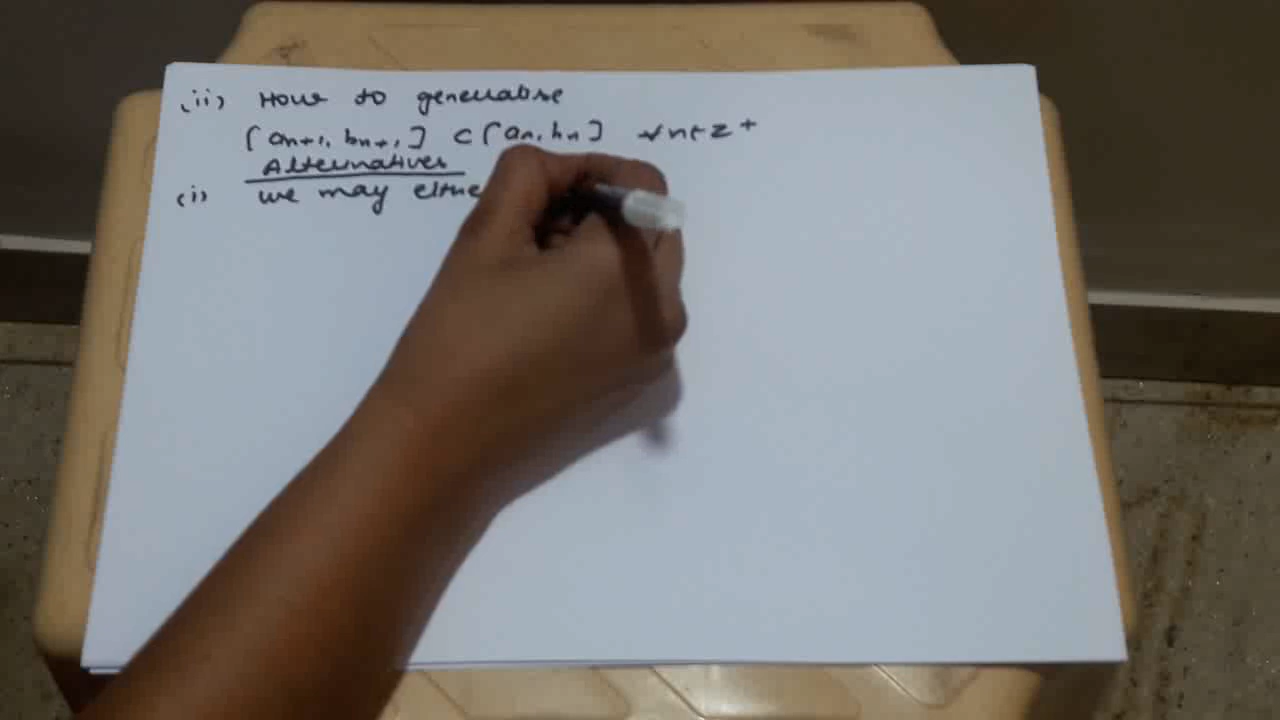 (ii) How to generalise
[an+1, bn+1] ⊂ [an, bn] ∀n∈Z+
Alternatives
(i) we may eithe